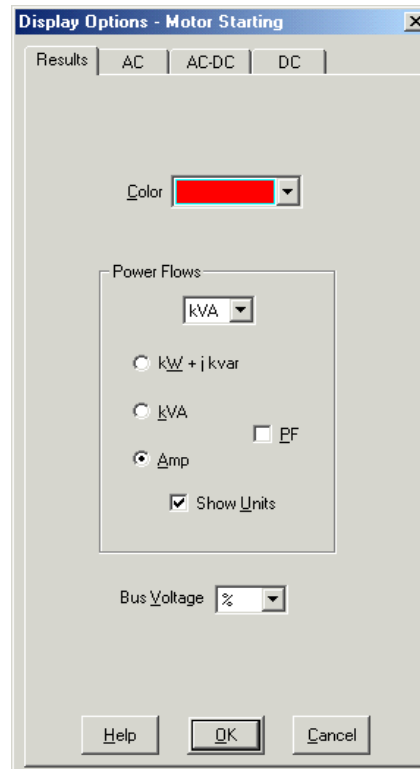 Display Options - Motor Starting
Results AC AC-DC DC
Color
Power Flows
kVA
kW + j kvar
kVA
PF
Amp
Show Units
Bus Voltage %
Help OK Cancel